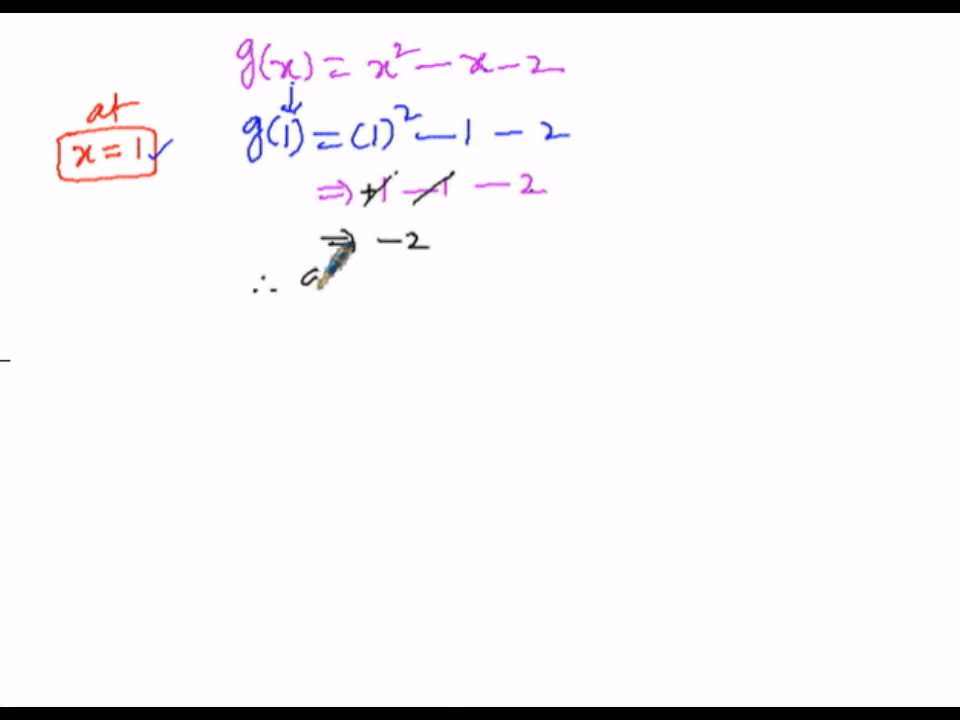 g(x) = x² – x – 2
at
x = 1 ✓
g(1) = (1)² – 1 – 2
⇒ +1 – 1 – 2
⇒ – 2
∴